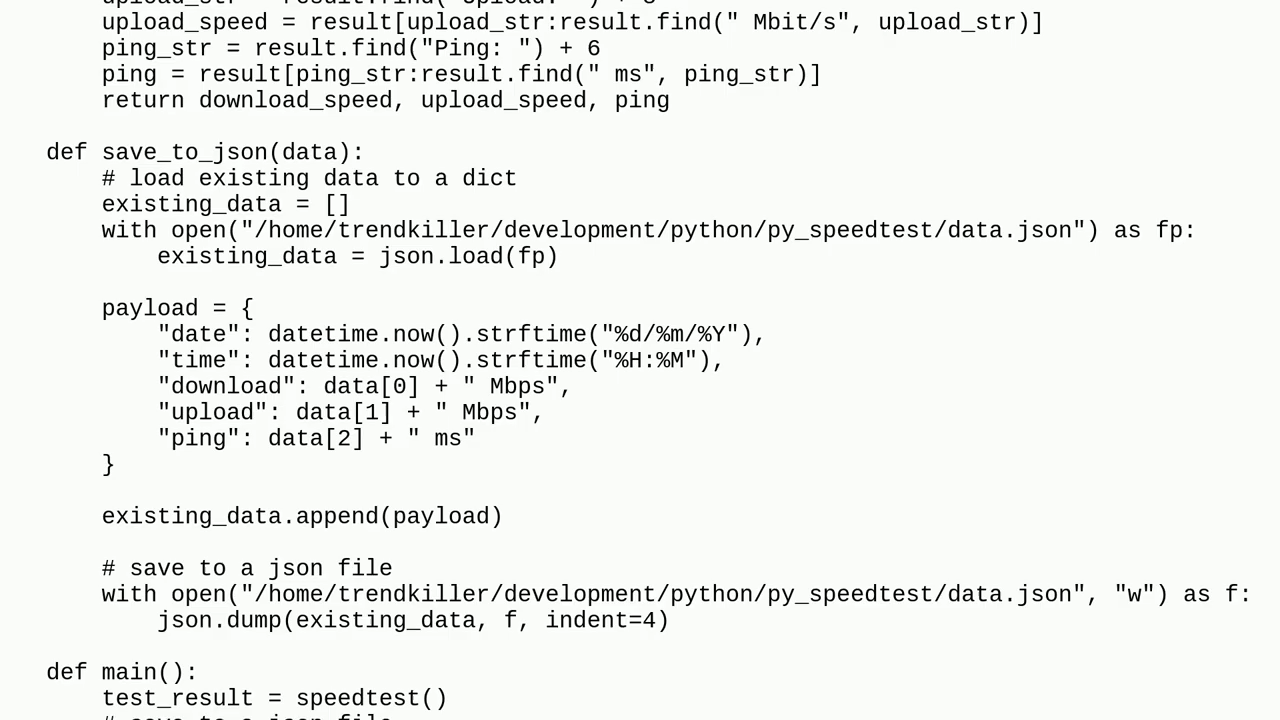 upload_speed = result[upload_str:result.find(" Mbit/s", upload_str)]
ping_str = result.find("Ping: ") + 6
ping = result[ping_str:result.find(" ms", ping_str)]
return download_speed, upload_speed, ping
def save_to_json(data):
# load existing data to a dict
existing_data = []
with open("/home/trendkiller/development/python/py_speedtest/data.json") as fp:
existing_data = json.load(fp)
payload = {
"date": datetime.now().strftime("%d/%m/%Y"),
"time": datetime.now().strftime("%H:%M"),
"download": data[0] + " Mbps",
"upload": data[1] + " Mbps",
"ping": data[2] + " ms"
}
existing_data.append(payload)
# save to a json file
with open("/home/trendkiller/development/python/py_speedtest/data.json", "w") as f:
json.dump(existing_data, f, indent=4)
def main():
test_result = speedtest()